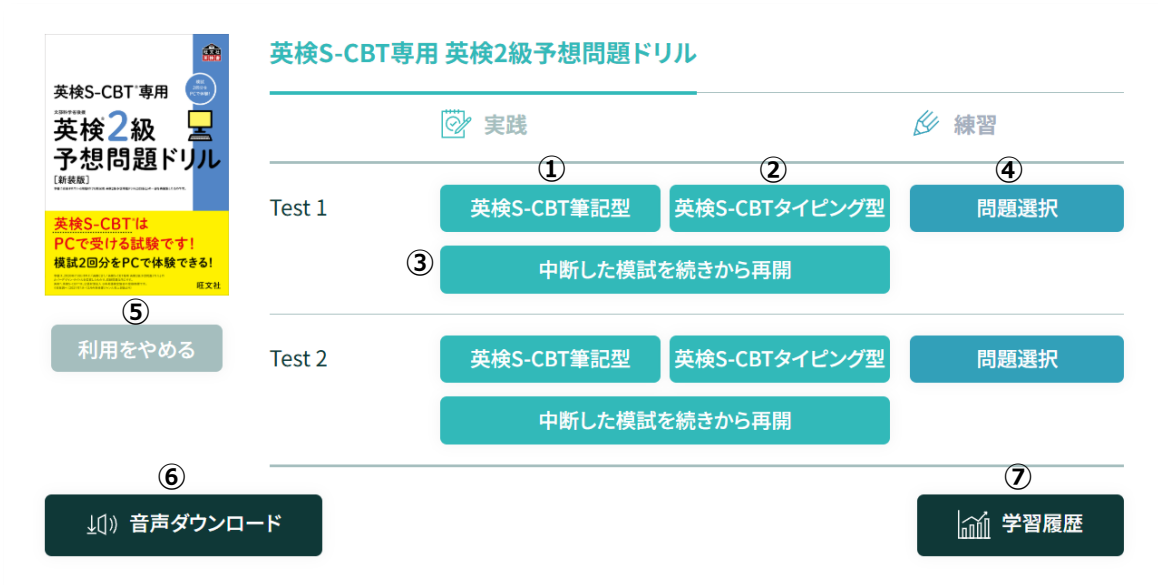 英検S-CBT専用 英検2級予想問題ドリル
英検S-CBT®専用
英検®2級
予想問題ドリル
[新装版]
英検S-CBT®は
PCで受ける試験です!
模試2回分をPCで体験できる!
旺文社
実践
練習
① ② ④
Test 1
英検S-CBT筆記型
英検S-CBTタイピング型
問題選択
③ 中断した模試を続きから再開
⑤
利用をやめる
Test 2
英検S-CBT筆記型
英検S-CBTタイピング型
問題選択
中断した模試を続きから再開
⑥ ⑦
音声ダウンロード
学習履歴